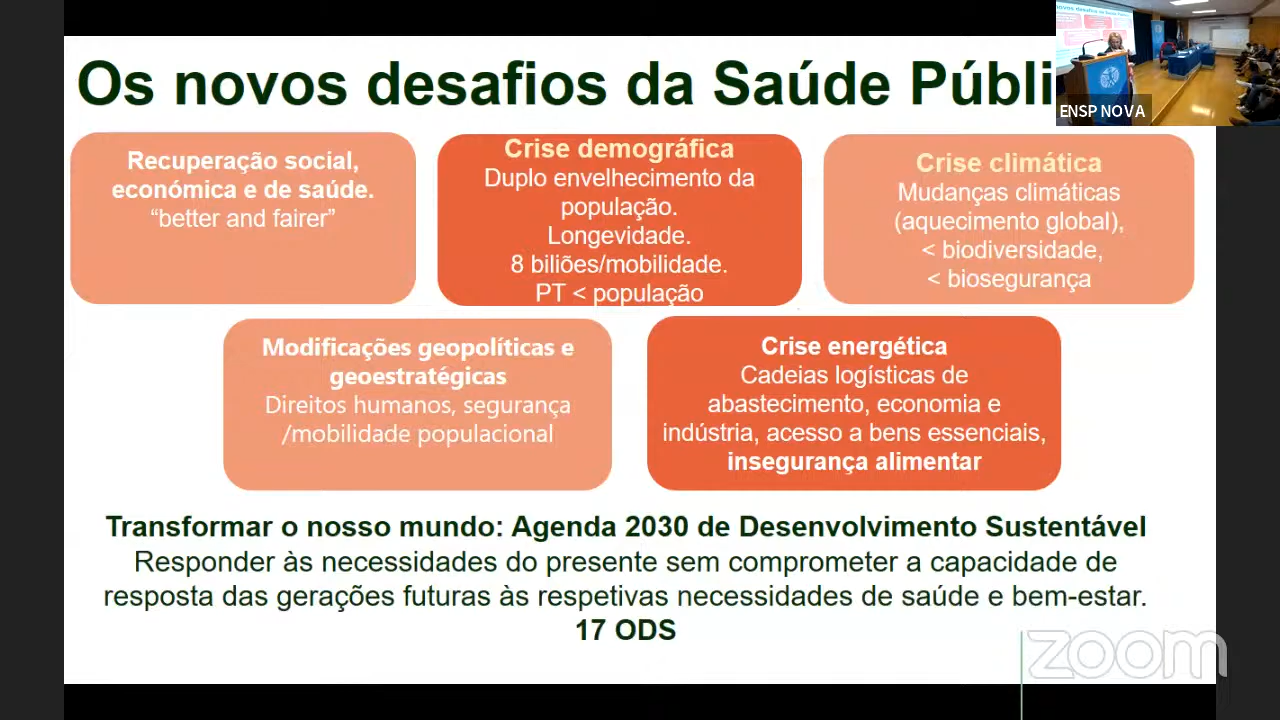 Os novos desafios da Saúde Públi
ENSP NOVA
Recuperação social,
económica e de saúde.
“better and fairer”
Crise demográfica
Duplo envelhecimento da
população.
Longevidade.
8 biliões/mobilidade.
PT < população
Crise climática
Mudanças climáticas
(aquecimento global),
< biodiversidade,
< biosegurança
Modificações geopolíticas e
geoestratégicas
Direitos humanos, segurança
/mobilidade populacional
Crise energética
Cadeias logísticas de
abastecimento, economia e
indústria, acesso a bens essenciais,
insegurança alimentar
Transformar o nosso mundo: Agenda 2030 de Desenvolvimento Sustentável
Responder às necessidades do presente sem comprometer a capacidade de
resposta das gerações futuras às respetivas necessidades de saúde e bem-estar.
17 ODS
zoom